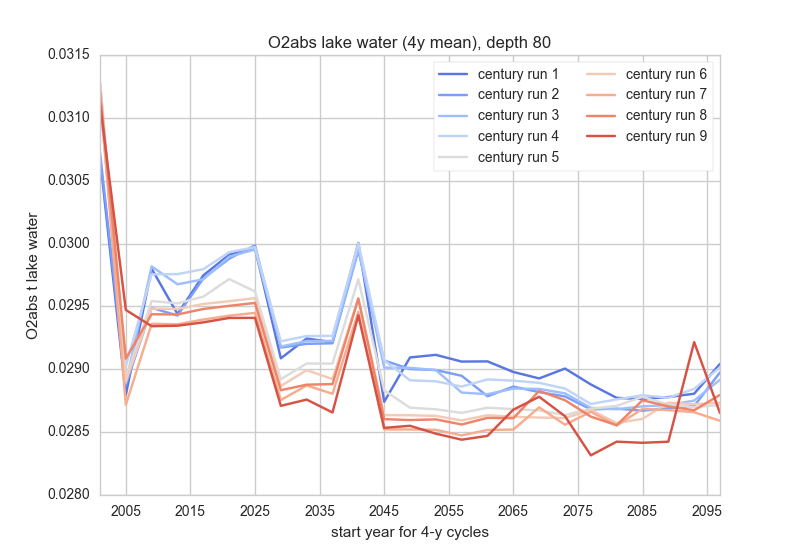 O2abs lake water (4y mean), depth 80
0.0315
0.0310
0.0305
0.0300
0.0295
0.0290
0.0285
0.0280
O2abs t lake water
century run 1
century run 2
century run 3
century run 4
century run 5
century run 6
century run 7
century run 8
century run 9
2005 2015 2025 2035 2045 2055 2065 2075 2085 2095
start year for 4-y cycles